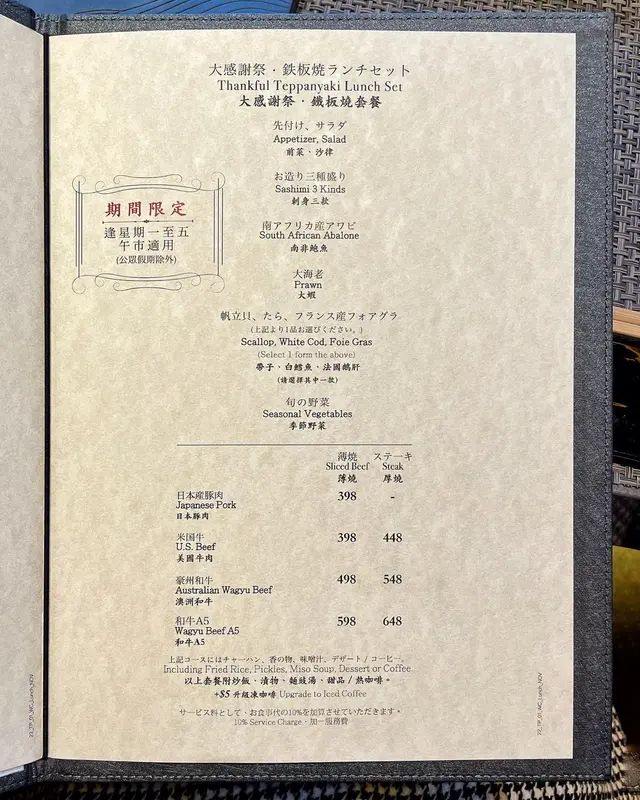 大感謝祭・鉄板焼ランチセット
Thankful Teppanyaki Lunch Set
大感謝祭・鐵板燒套餐
先付け、サラダ
Appetizer, Salad
前菜、沙律
お造り三種盛り
Sashimi 3 Kinds
刺身三款
期間限定
逢星期一至五
午市適用
(公眾假期除外)
南アフリカ産アワビ
South African Abalone
南非鮑魚
大海老
Prawn
大蝦
帆立貝、たら、フランス産フォアグラ
(上記より1品お選びください。)
Scallop, White Cod, Foie Gras
(Select 1 form the above)
帶子・白鱈魚・法國鵝肝
(請選擇其中一款)
旬の野菜
Seasonal Vegetables
季節野菜
薄焼 ステーキ
Sliced Beef Steak
薄燒 厚燒
日本産豚肉 398 -
Japanese Pork
日本豚肉
米国牛 398 448
U.S. Beef
美國牛肉
豪州和牛 498 548
Australian Wagyu Beef
澳洲和牛
和牛A5 598 648
Wagyu Beef A5
和牛A5
上記コースにはチャーハン、香の物、味噌汁、デザート / コーヒー。
Including Fried Rice, Pickles, Miso Soup, Dessert or Coffee
以上套餐附炒飯、漬物、麵豉湯、甜品 / 熱咖啡。
+$5 升級凍咖啡 Upgrade to Iced Coffee
サービス料として、お食事代の10%を加算させていただきます。
10% Service Charge、加一服務費
22_TP_07_MC_Lunch_NOV
22_TP_07_MC_Lunch_NOV